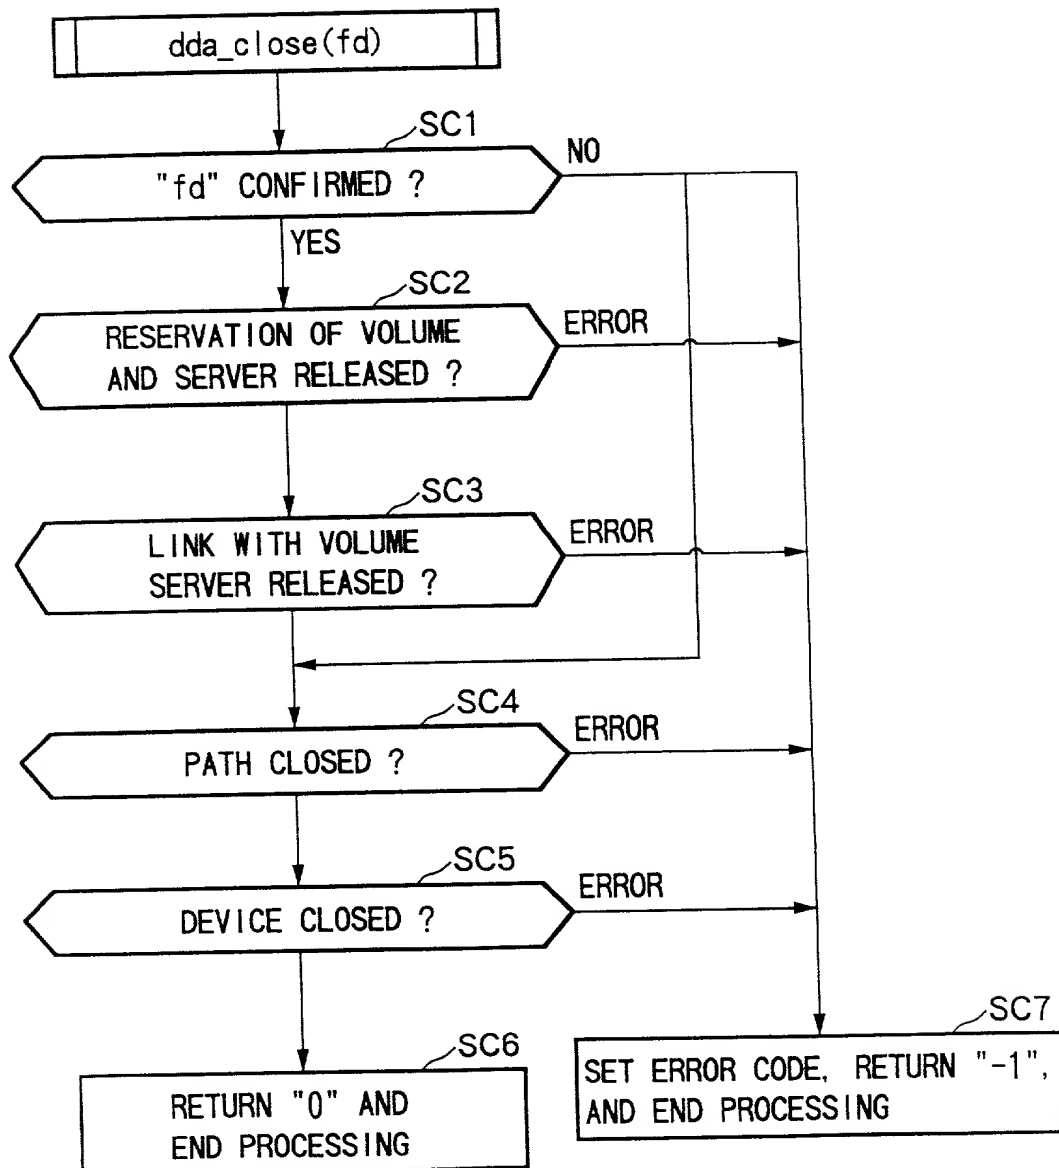 dda_close(fd)
SC1
"fd" CONFIRMED ?
NO
YES
SC2
RESERVATION OF VOLUME
AND SERVER RELEASED ?
ERROR
SC3
LINK WITH VOLUME
SERVER RELEASED ?
ERROR
SC4
PATH CLOSED ?
ERROR
SC5
DEVICE CLOSED ?
ERROR
SC6
RETURN "0" AND
END PROCESSING
SC7
SET ERROR CODE, RETURN "-1",
AND END PROCESSING